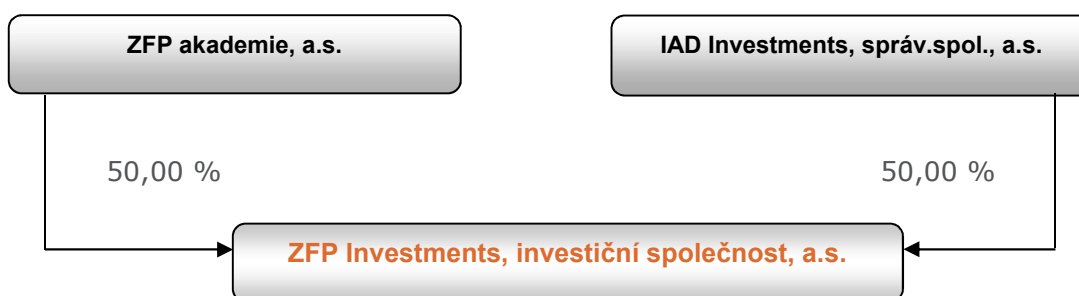 ZFP akademie, a.s.
IAD Investments, správ.spol., a.s.
50,00 %
50,00 %
ZFP Investments, investiční společnost, a.s.